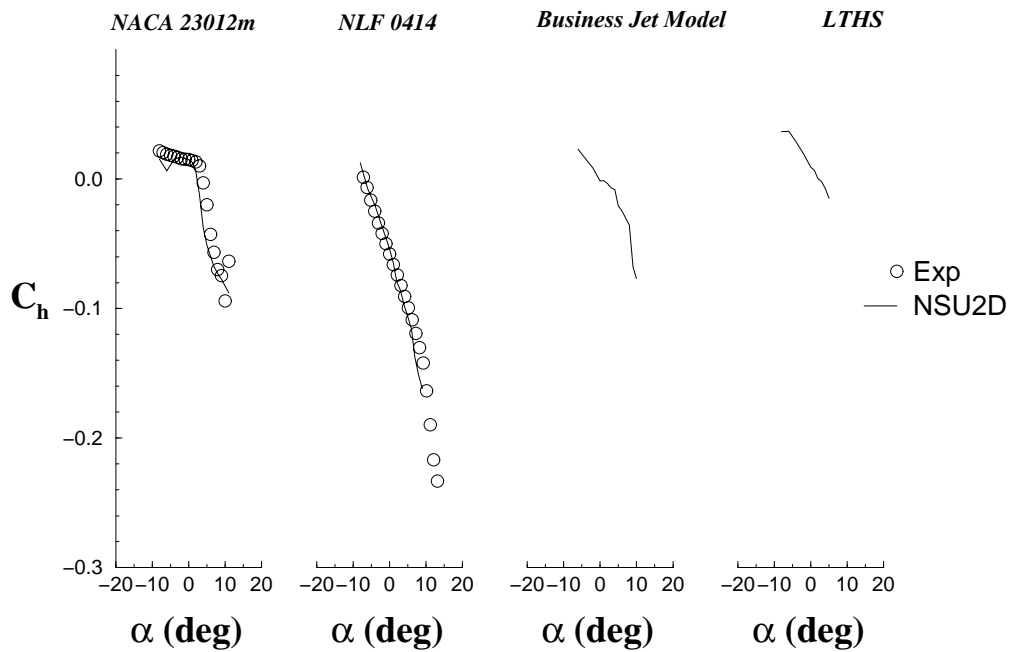 NACA 23012m NLF 0414 Business Jet Model LTHS
0.0
−0.1
−0.2
−0.3
C_h
Exp
NSU2D
−20 −10 0 10 20 −20 −10 0 10 20 −20 −10 0 10 20 −20 −10 0 10 20
α (deg) α (deg) α (deg) α (deg)